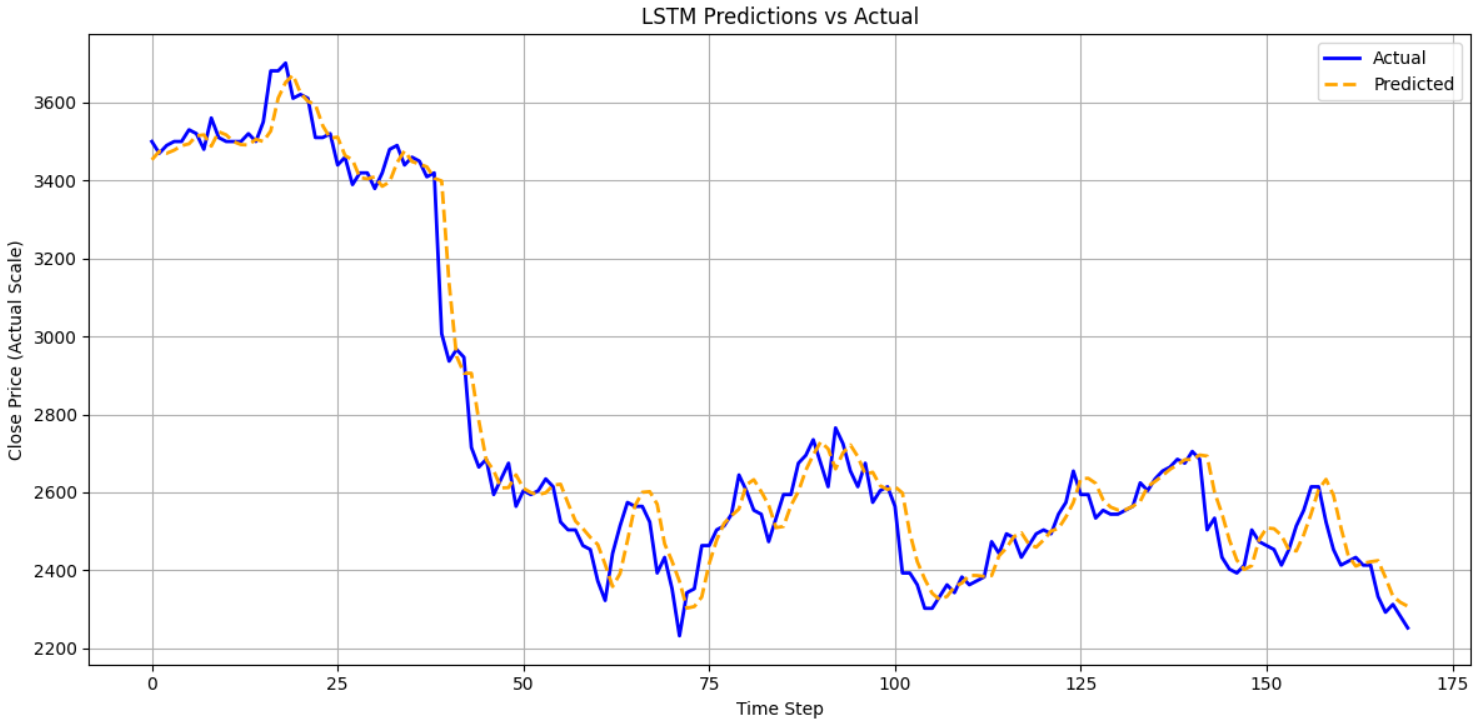 LSTM Predictions vs Actual
Actual
Predicted
Close Price (Actual Scale)
3600
3400
3200
3000
2800
2600
2400
2200
0 25 50 75 100 125 150 175
Time Step